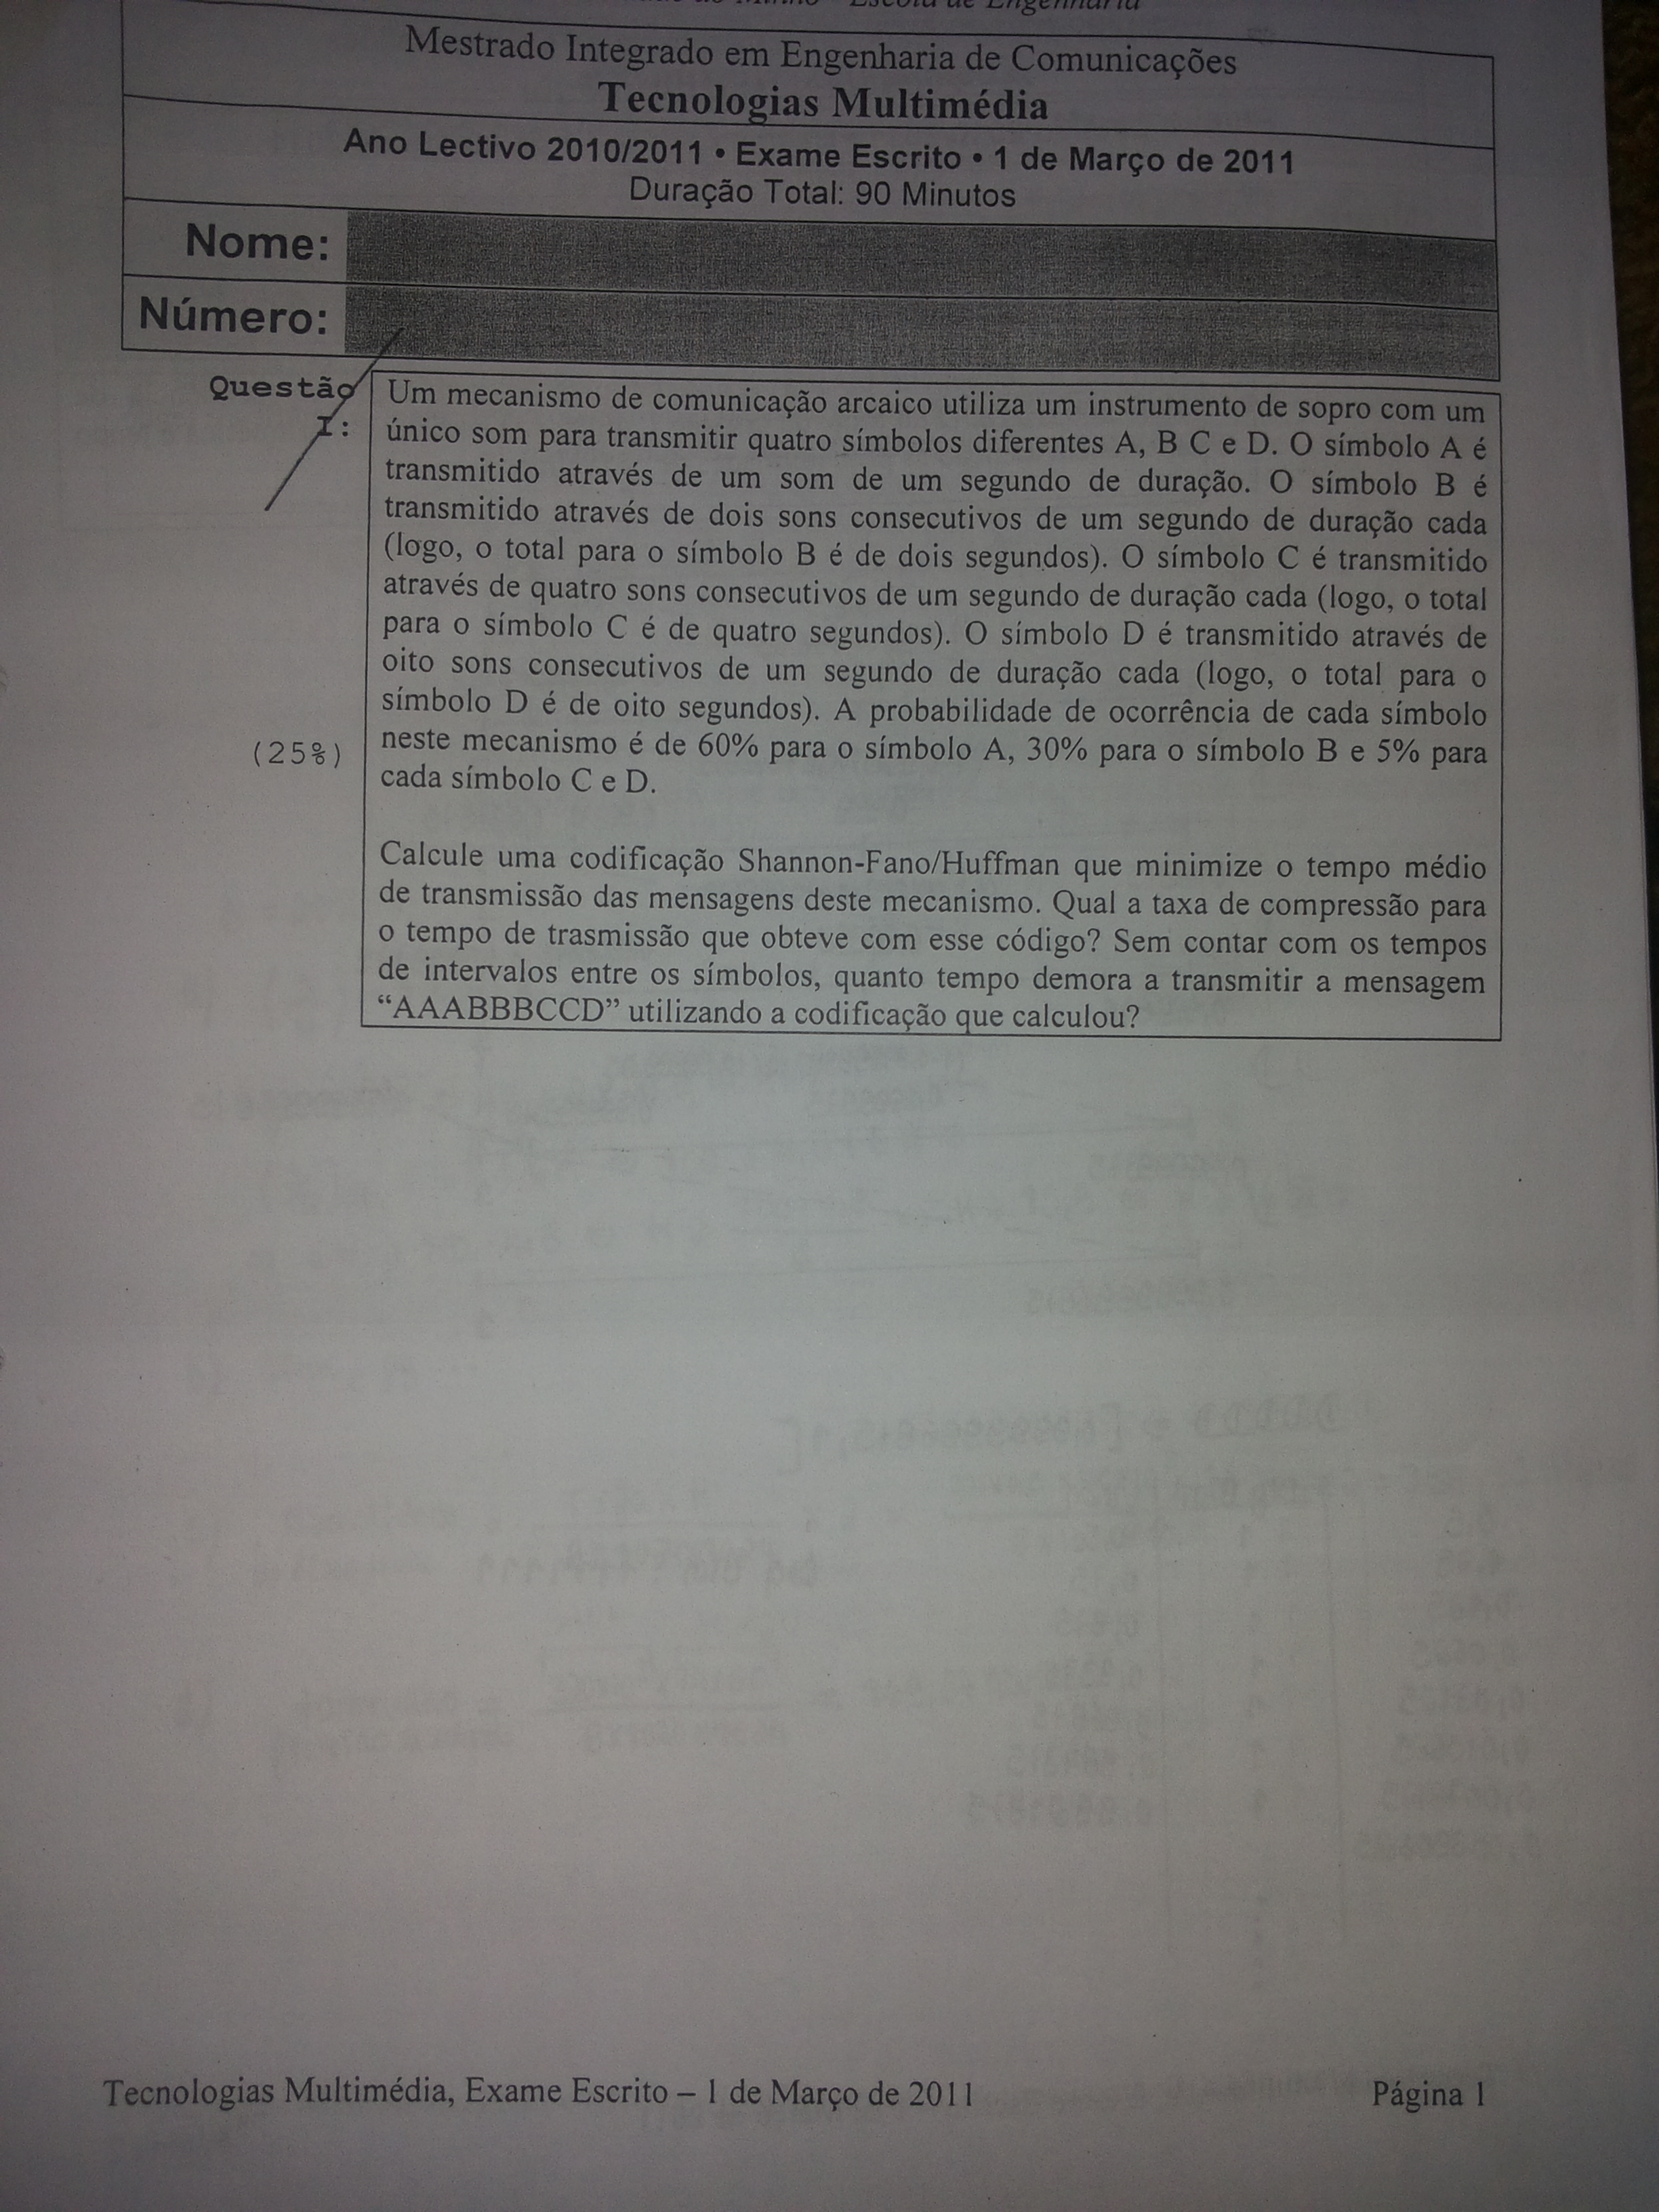 Escola de Engenharia
Mestrado Integrado em Engenharia de Comunicações
Tecnologias Multimédia
Ano Lectivo 2010/2011 • Exame Escrito • 1 de Março de 2011
Duração Total: 90 Minutos
Nome:
Número:
Questão I:
(25%)
Um mecanismo de comunicação arcaico utiliza um instrumento de sopro com um
único som para transmitir quatro símbolos diferentes A, B C e D. O símbolo A é
transmitido através de um som de um segundo de duração. O símbolo B é
transmitido através de dois sons consecutivos de um segundo de duração cada
(logo, o total para o símbolo B é de dois segundos). O símbolo C é transmitido
através de quatro sons consecutivos de um segundo de duração cada (logo, o total
para o símbolo C é de quatro segundos). O símbolo D é transmitido através de
oito sons consecutivos de um segundo de duração cada (logo, o total para o
símbolo D é de oito segundos). A probabilidade de ocorrência de cada símbolo
neste mecanismo é de 60% para o símbolo A, 30% para o símbolo B e 5% para
cada símbolo C e D.
Calcule uma codificação Shannon-Fano/Huffman que minimize o tempo médio
de transmissão das mensagens deste mecanismo. Qual a taxa de compressão para
o tempo de trasmissão que obteve com esse código? Sem contar com os tempos
de intervalos entre os símbolos, quanto tempo demora a transmitir a mensagem
“AAABBBCCD” utilizando a codificação que calculou?
Tecnologias Multimédia, Exame Escrito – 1 de Março de 2011
Página 1